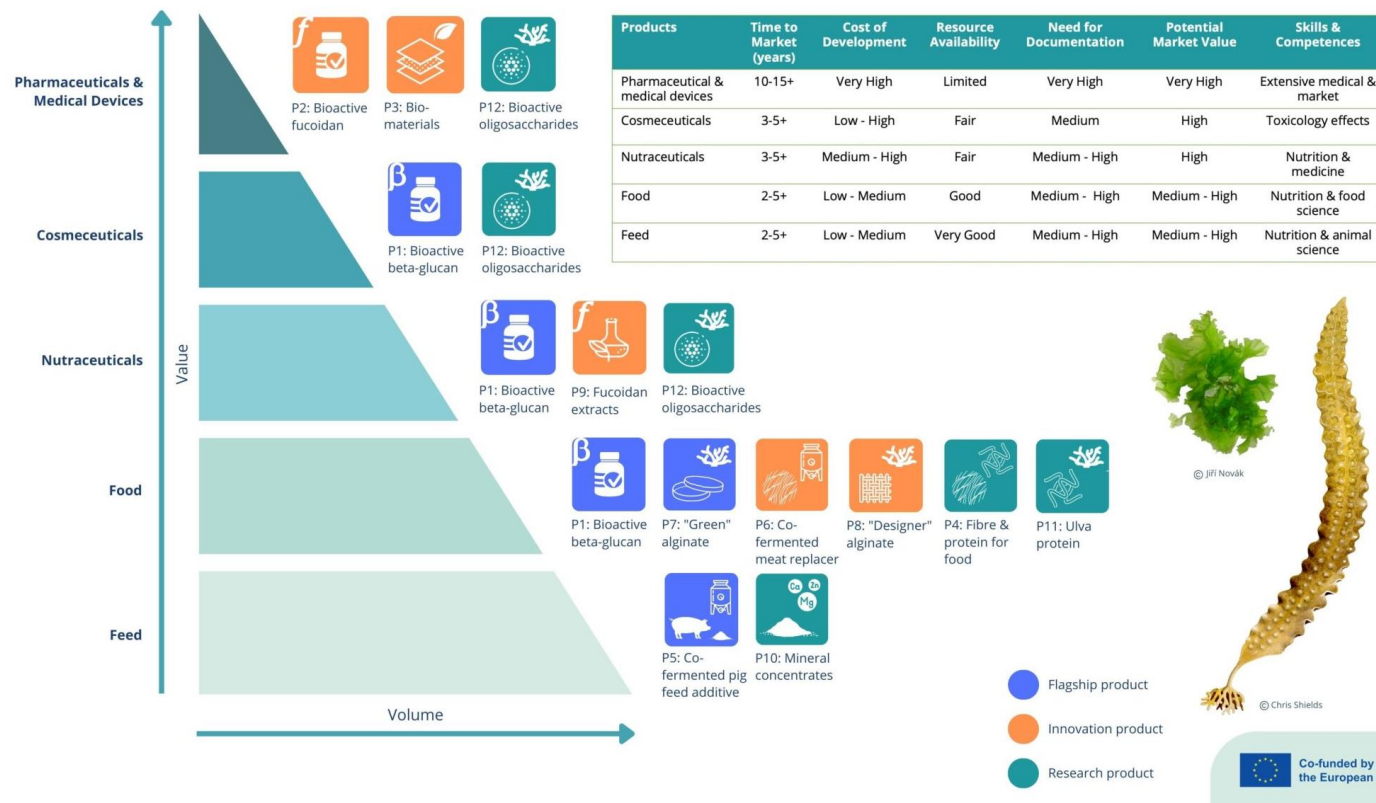 Products
Time to
Market
(years)
Cost of
Development
Resource
Availability
Need for
Documentation
Potential
Market Value
Skills &
Competences
Pharmaceutical &
medical devices
10-15+
Very High
Limited
Very High
Very High
Extensive medical &
market
Cosmeceuticals
3-5+
Low - High
Fair
Medium
High
Toxicology effects
Nutraceuticals
3-5+
Medium - High
Fair
Medium - High
High
Nutrition &
medicine
Food
2-5+
Low - Medium
Good
Medium - High
Medium - High
Nutrition & food
science
Feed
2-5+
Low - Medium
Very Good
Medium - High
Medium - High
Nutrition & animal
science
Value
Pharmaceuticals &
Medical Devices
f
P2: Bioactive
fucoidan
P3: Bio-
materials
P12: Bioactive
oligosaccharides
Cosmeceuticals
β
P1: Bioactive
beta-glucan
P12: Bioactive
oligosaccharides
Nutraceuticals
β
P1: Bioactive
beta-glucan
f
P9: Fucoidan
extracts
P12: Bioactive
oligosaccharides
Food
β
P1: Bioactive
beta-glucan
P7: "Green"
alginate
P6: Co-
fermented
meat replacer
P8: "Designer"
alginate
P4: Fibre &
protein for
food
P11: Ulva
protein
Feed
P5: Co-
fermented pig
feed additive
Ca Zn
Mg
P10: Mineral
concentrates
Volume
© Jiří Novák
© Chris Shields
Flagship product
Innovation product
Research product
Co-funded by
the European